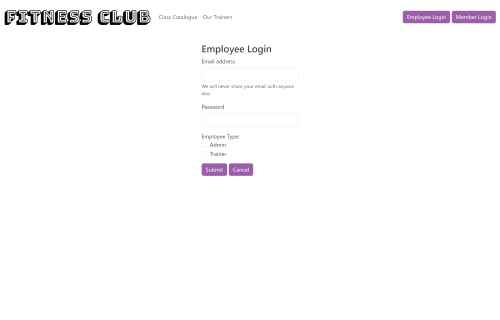 FITNESS CLUB
Class Catalogue Our Trainers
Employee Login Member Login
Employee Login
Email address
We will never share your email with anyone
else.
Password
Employee Type:
Admin
Trainer
Submit Cancel